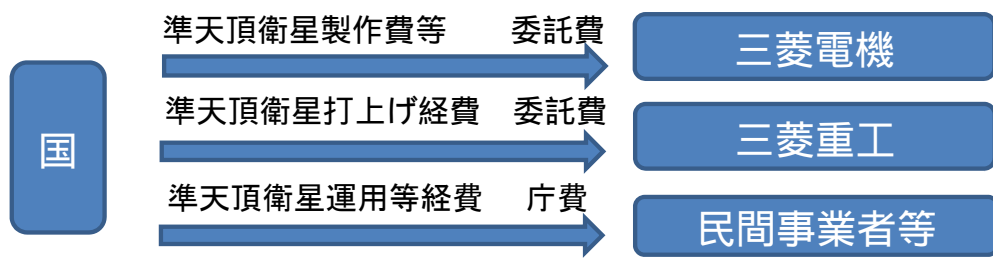 準天頂衛星製作費等 委託費
三菱電機
国
準天頂衛星打上げ経費 委託費
三菱重工
準天頂衛星運用等経費 庁費
民間事業者等